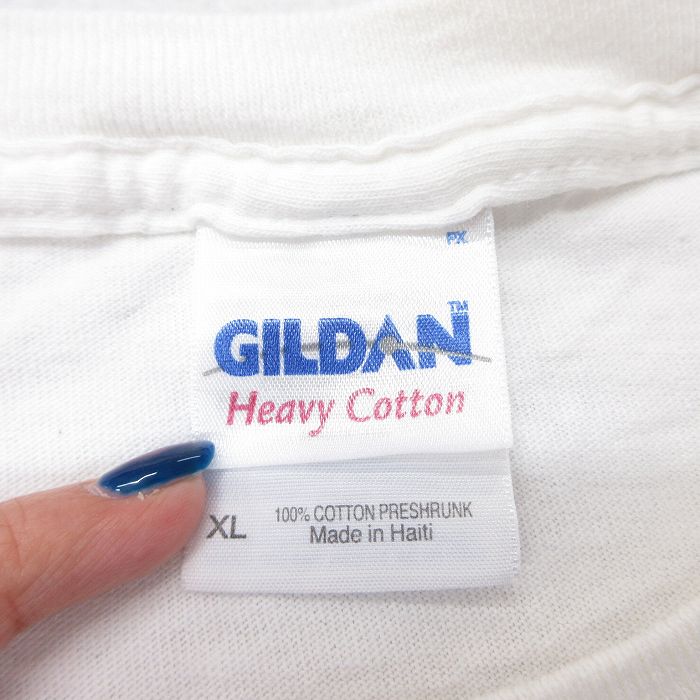 PX
GILDAN™
Heavy Cotton
XL
100% COTTON PRESHRUNK
Made in Haiti